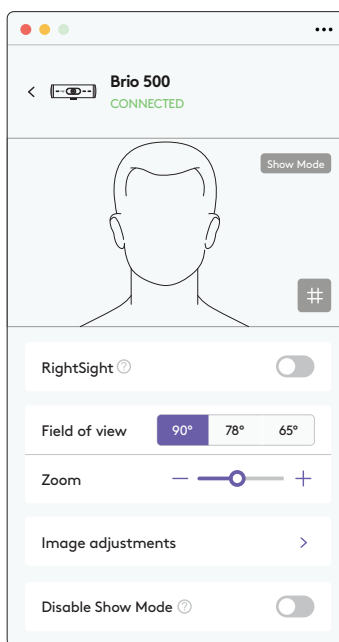 Brio 500
CONNECTED
Show Mode
RightSight
Field of view 90° 78° 65°
Zoom
Image adjustments
Disable Show Mode